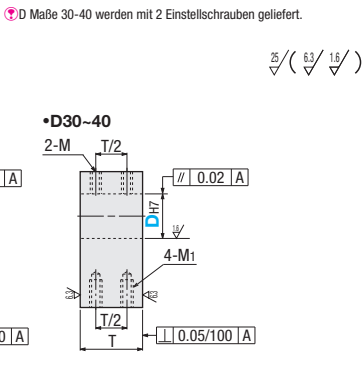 D Maße 30-40 werden mit 2 Einstellschrauben geliefert.
25 ( 6.3 1.6 )
•D30~40
2-M T/2
A
// 0.02 A
DH7
1.6
4-M1
6.3 6.3
T/2
T
0 A
⊥ 0.05/100 A